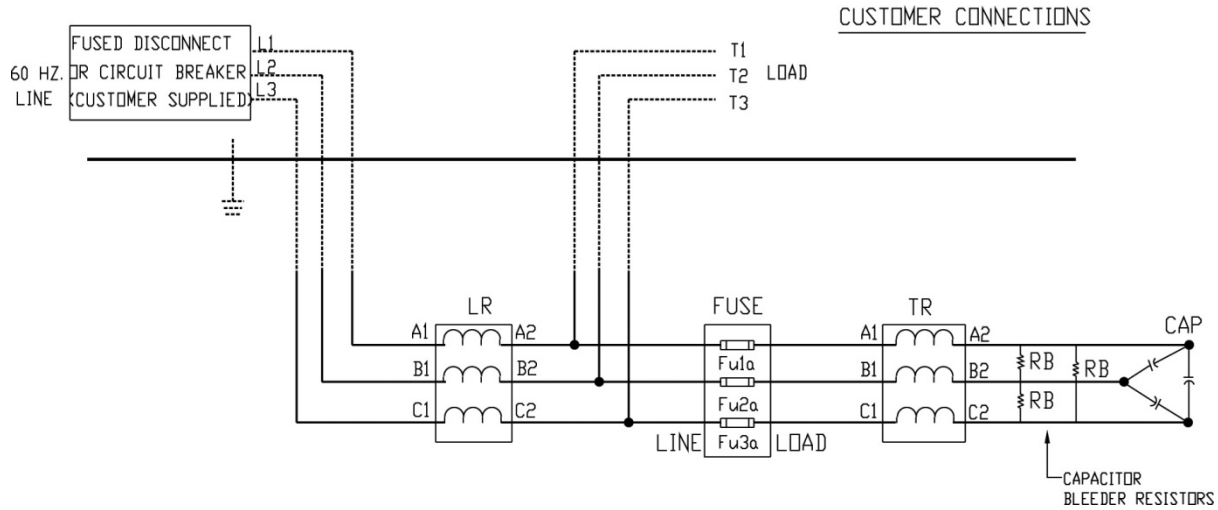 CUSTOMER CONNECTIONS
FUSED DISCONNECT
L1
60 HZ.
OR CIRCUIT BREAKER
L2
LINE
(CUSTOMER SUPPLIED)
L3
T1
T2
LOAD
T3
LR
FUSE
TR
CAP
A1
A2
Fu1a
A1
A2
RB
RB
B1
B2
Fu2a
B1
B2
RB
C1
C2
Fu3a
C1
C2
LINE
LOAD
CAPACITOR
BLEEDER RESISTORS